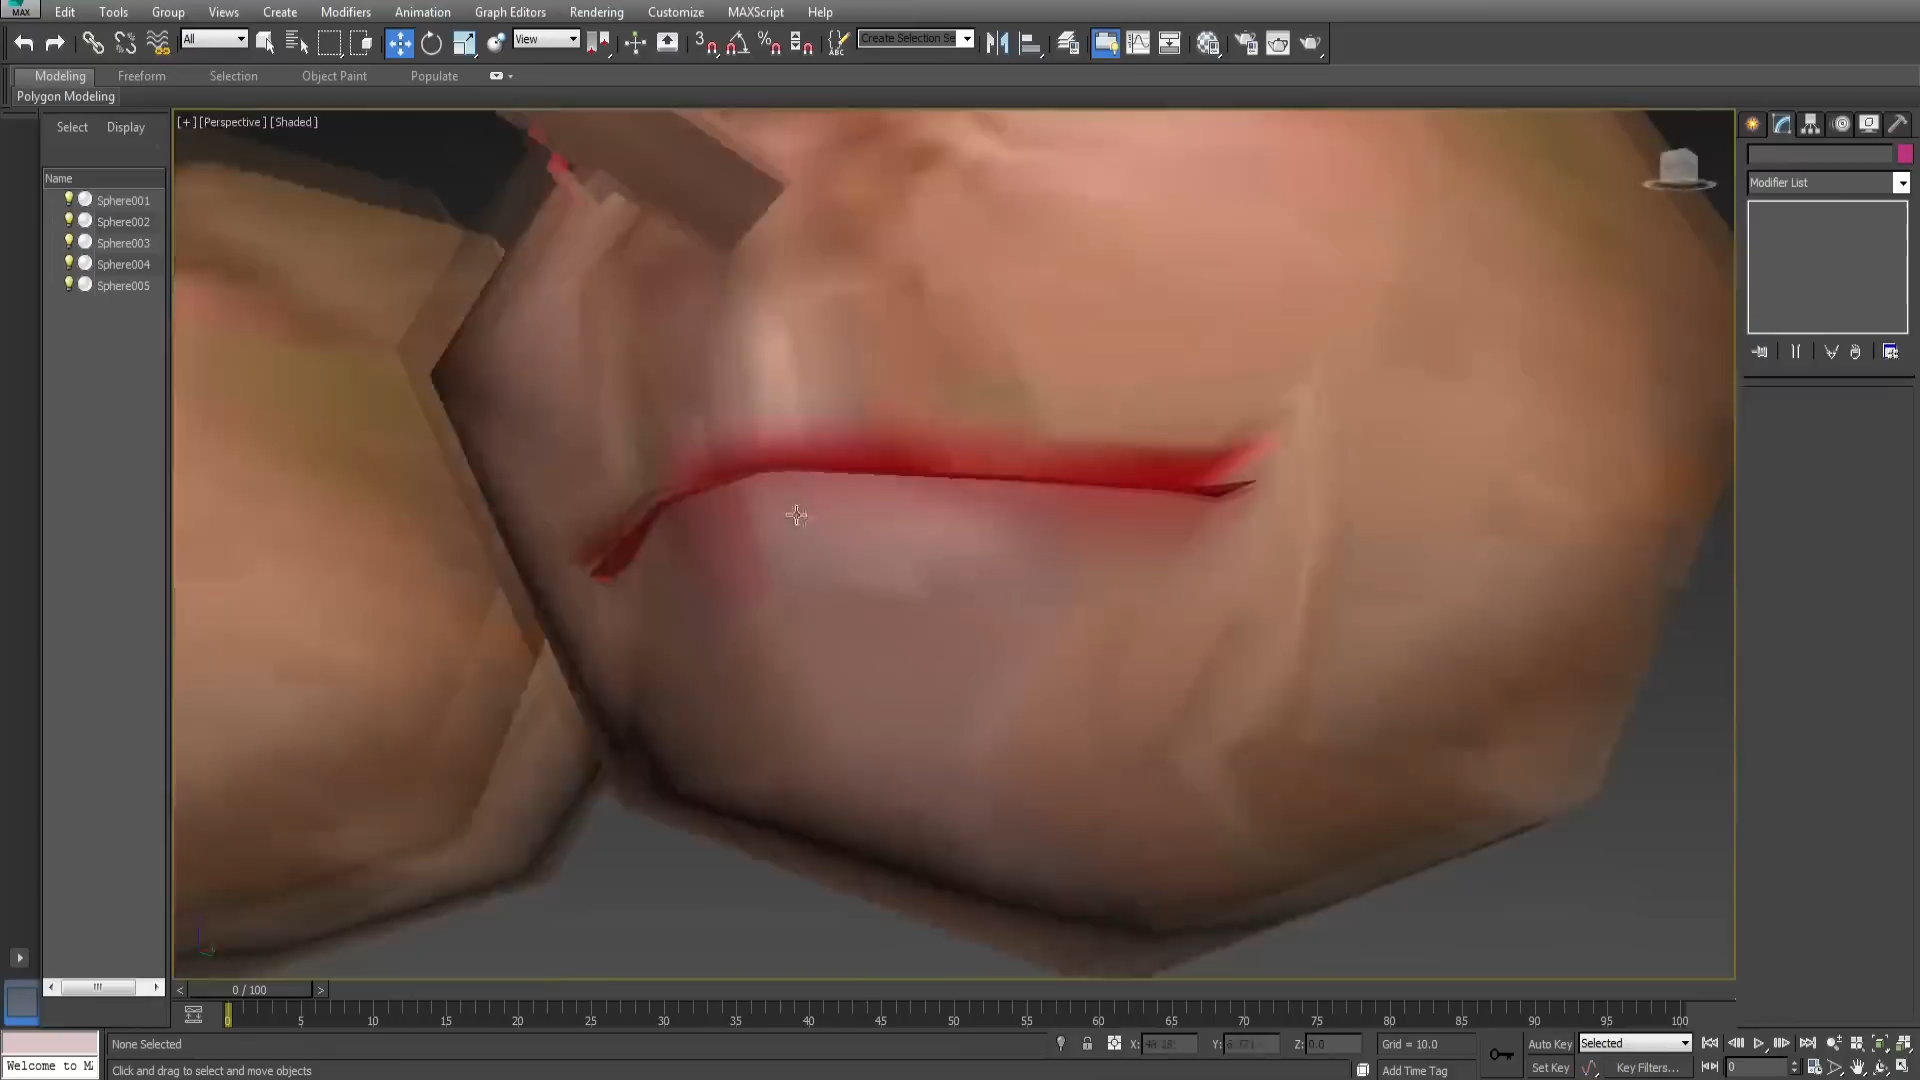 MAX Edit Tools Group Views Create Modifiers Animation Graph Editors Rendering Customize MAXScript Help
All View 3 % ABC Create Selection Se
Modeling Freeform Selection Object Paint Populate
Polygon Modeling
Select Display
[+] [Perspective] [Shaded]
Name
Sphere001
Sphere002
Sphere003
Sphere004
Sphere005
Modifier List
< 0 / 100 >
0 5 10 15 20 25 30 35 40 45 50 55 60 65 70 75 80 85 90 95 100
None Selected X: Y: Z: 0.0 Grid = 10.0 Auto Key Selected
Welcome to M Click and drag to select and move objects Add Time Tag Set Key Key Filters... 0